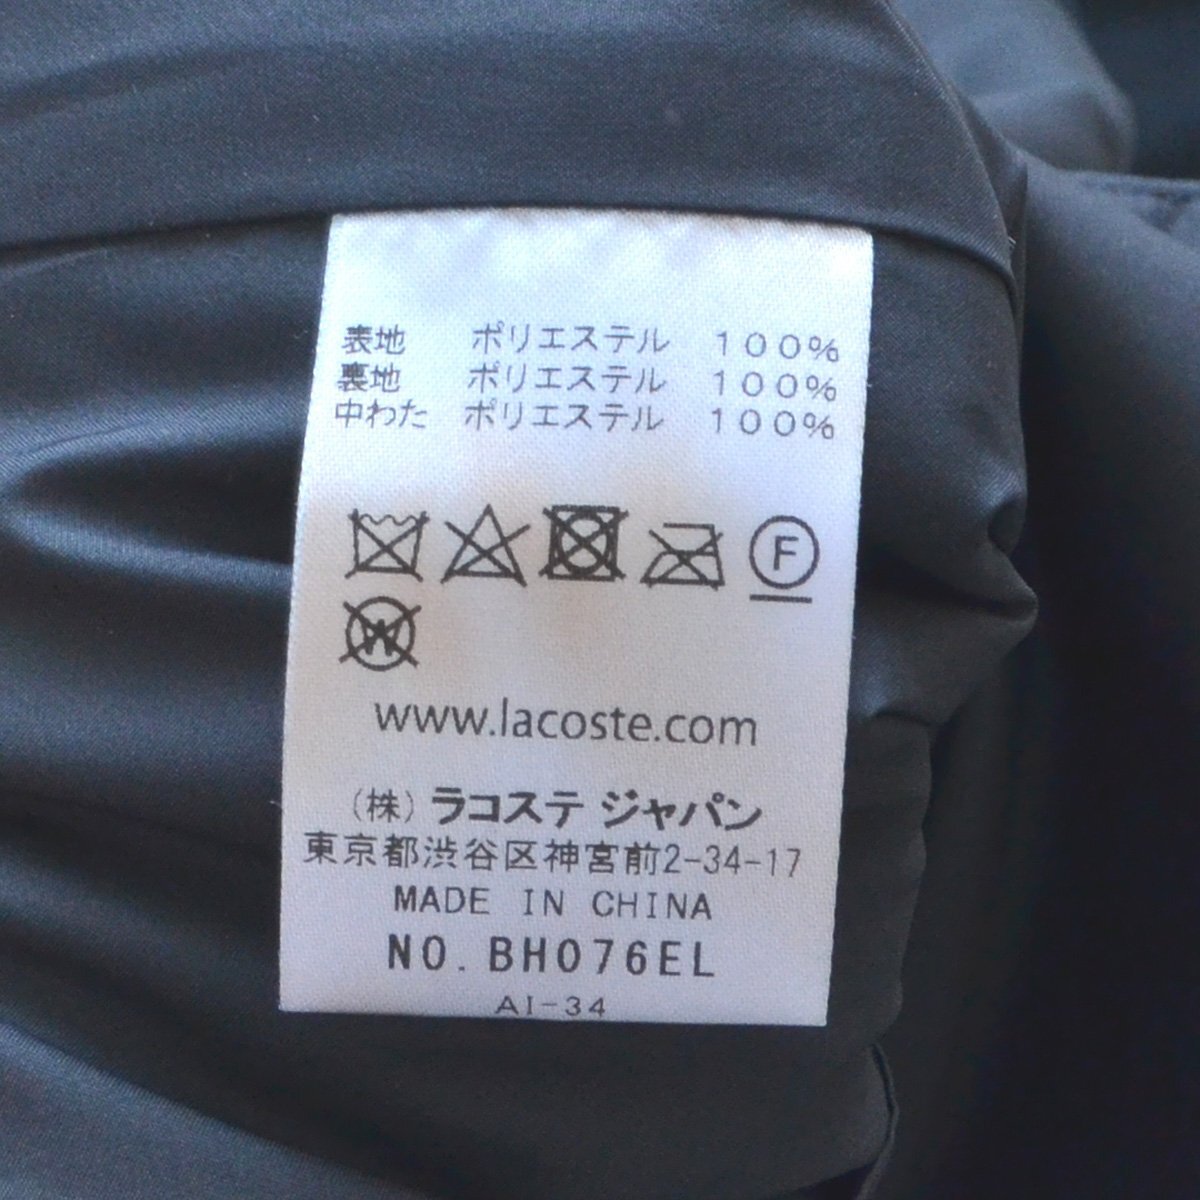 表地 ポリエステル 100%
裏地 ポリエステル 100%
中わた ポリエステル 100%
F
W
www.lacoste.com
(株) ラコステ ジャパン
東京都渋谷区神宮前2-34-17
MADE IN CHINA
NO. BH076EL
AI-34